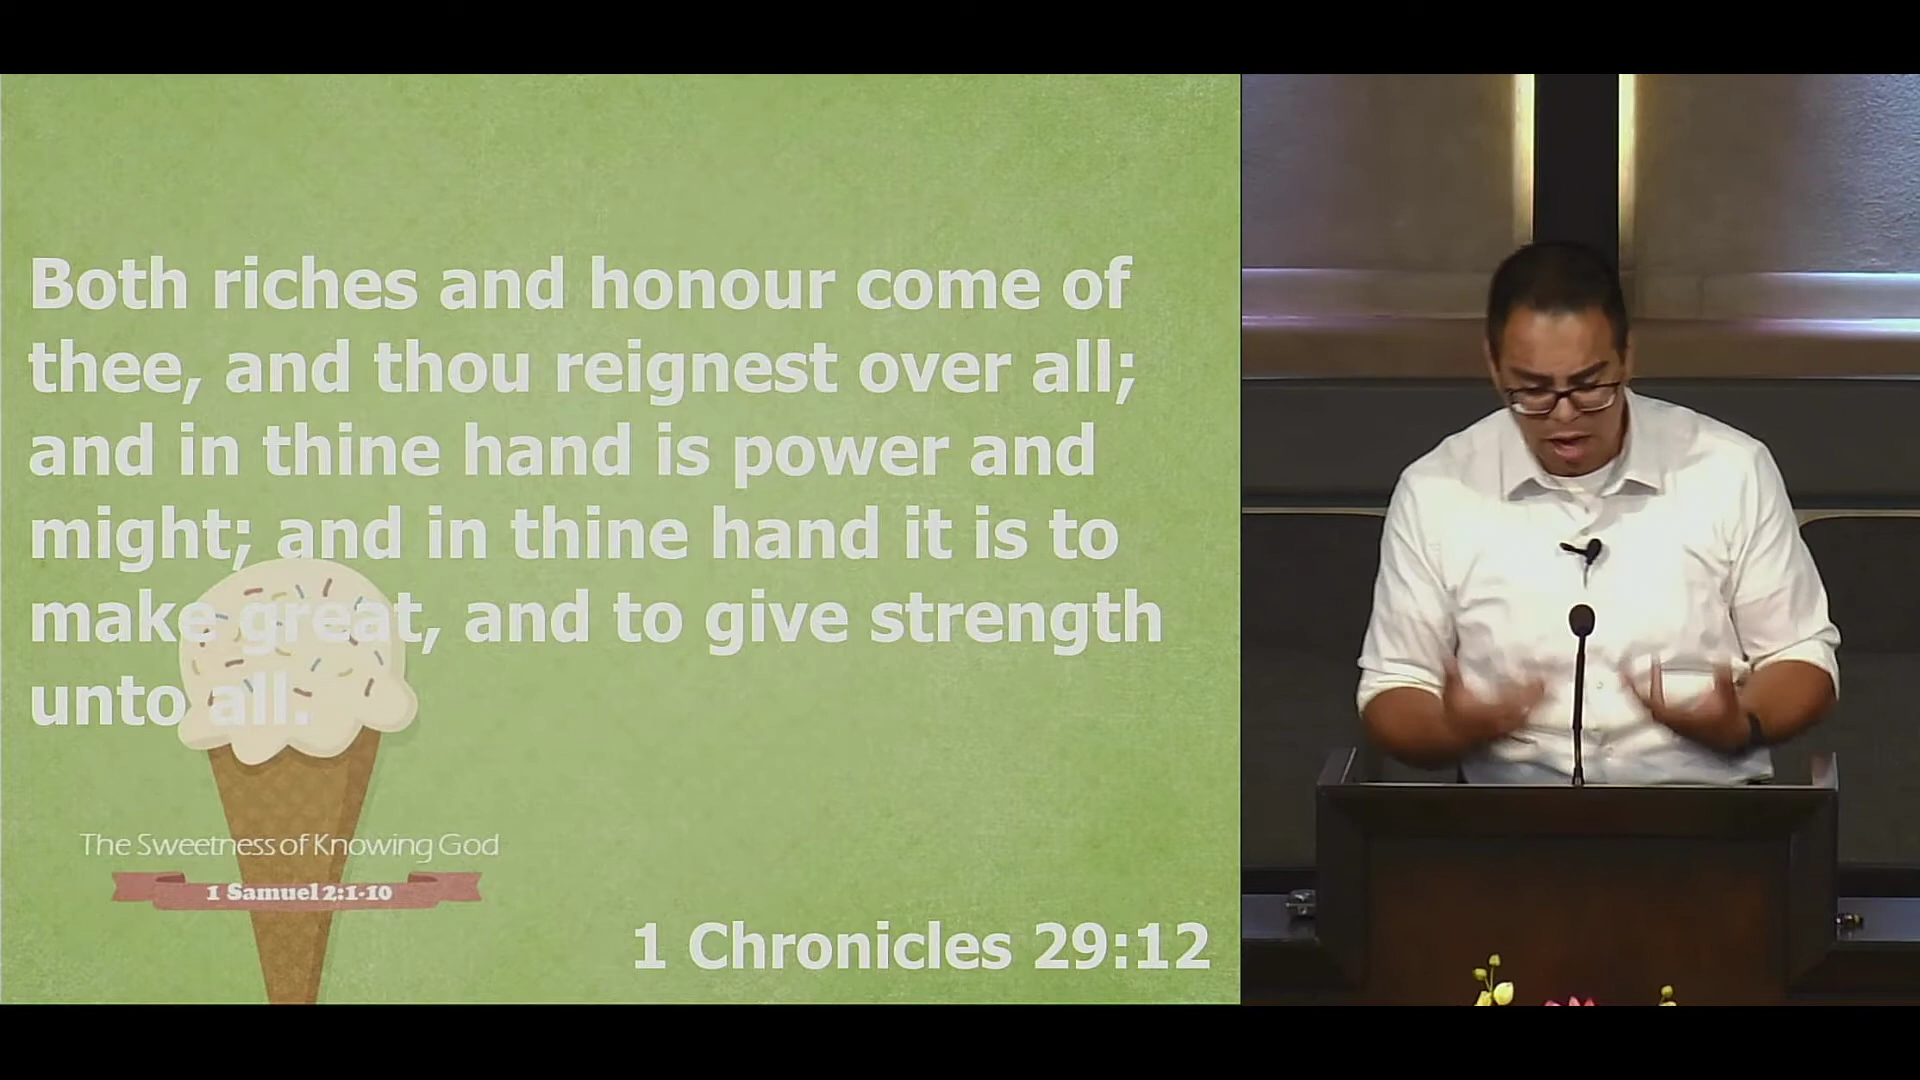 Both riches and honour come of
thee, and thou reignest over all;
and in thine hand is power and
might; and in thine hand it is to
make great, and to give strength
unto all.
The Sweetness of Knowing God
1 Samuel 2:1-10
1 Chronicles 29:12